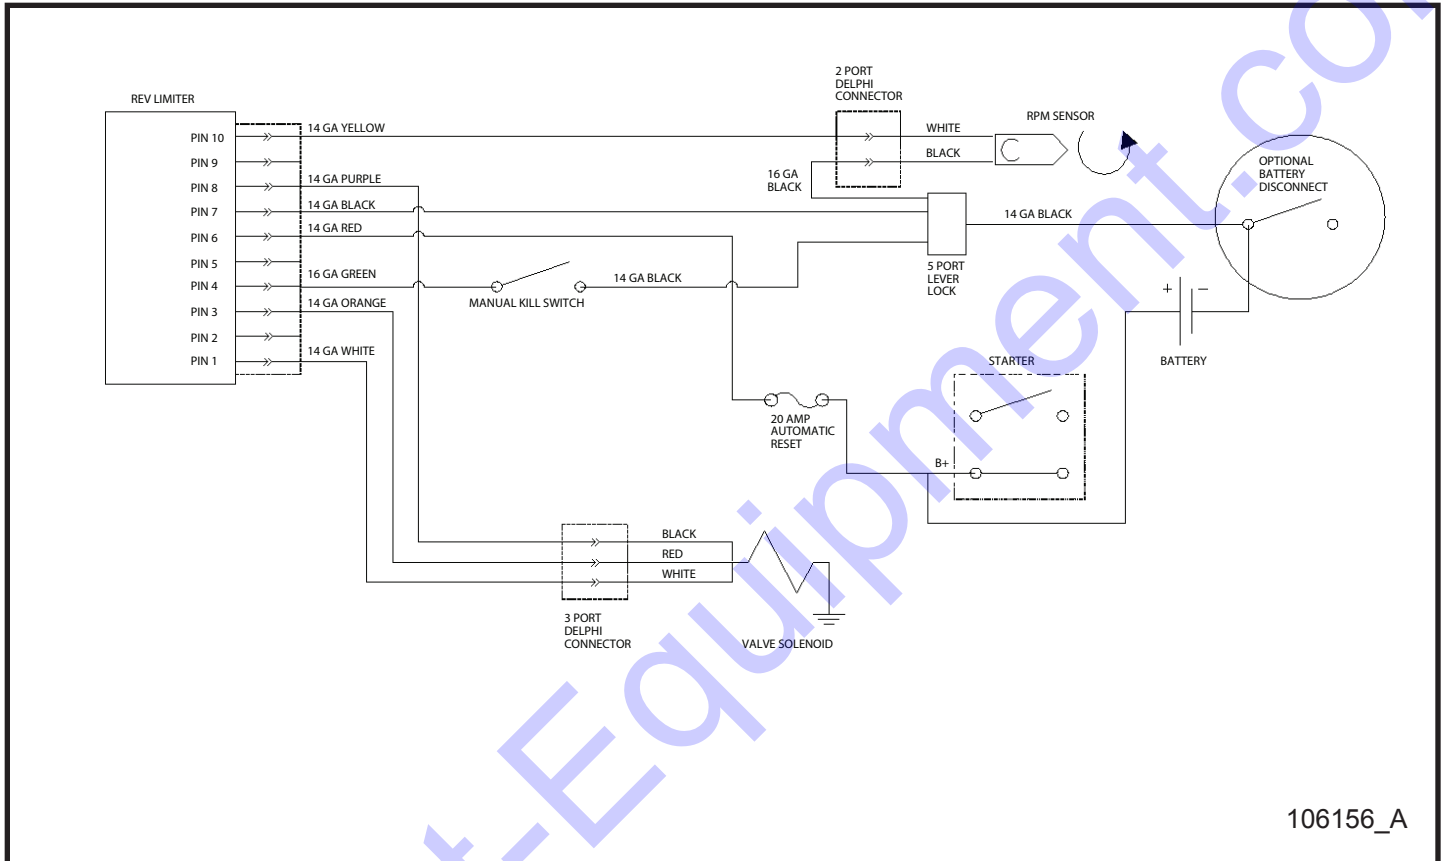 2 PORT
DELPHI
CONNECTOR
REV LIMITER
RPM SENSOR
PIN 10
14 GA YELLOW
WHITE
PIN 9
BLACK
OPTIONAL
BATTERY
DISCONNECT
16 GA
BLACK
PIN 8
14 GA PURPLE
PIN 7
14 GA BLACK
14 GA BLACK
PIN 6
14 GA RED
PIN 5
5 PORT
LEVER
LOCK
PIN 4
16 GA GREEN
14 GA BLACK
MANUAL KILL SWITCH
+
−
PIN 3
14 GA ORANGE
PIN 2
PIN 1
14 GA WHITE
STARTER
BATTERY
20 AMP
AUTOMATIC
RESET
B+
BLACK
RED
WHITE
3 PORT
DELPHI
CONNECTOR
VALVE SOLENOID
t-Equipment.co
106156_A